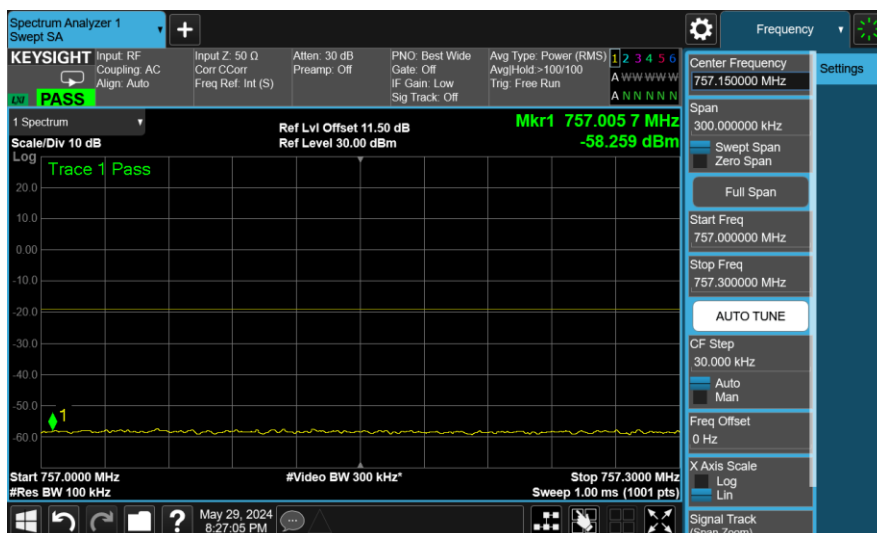 Spectrum Analyzer 1
Swept SA
Frequency
KEYSIGHT
LXI
PASS
Input: RF
Coupling: AC
Align: Auto
Input Z: 50 Ω
Corr CCorr
Freq Ref: Int (S)
Atten: 30 dB
Preamp: Off
PNO: Best Wide
Gate: Off
IF Gain: Low
Sig Track: Off
Avg Type: Power (RMS)
Avg|Hold:>100/100
Trig: Free Run
1 2 3 4 5 6
A W W W W W
A N N N N N
1 Spectrum
Scale/Div 10 dB
Ref Lvl Offset 11.50 dB
Ref Level 30.00 dBm
Mkr1 757.005 7 MHz
-58.259 dBm
Log
Trace 1 Pass
20.0
10.0
0.00
-10.0
-20.0
-30.0
-40.0
-50.0
-60.0
1
Start 757.0000 MHz
#Res BW 100 kHz
#Video BW 300 kHz*
Stop 757.3000 MHz
Sweep 1.00 ms (1001 pts)
May 29, 2024
8:27:05 PM
Center Frequency
757.150000 MHz
Settings
Span
300.000000 kHz
Swept Span
Zero Span
Full Span
Start Freq
757.000000 MHz
Stop Freq
757.300000 MHz
AUTO TUNE
CF Step
30.000 kHz
Auto
Man
Freq Offset
0 Hz
X Axis Scale
Log
Lin
Signal Track
(Span Zoom)